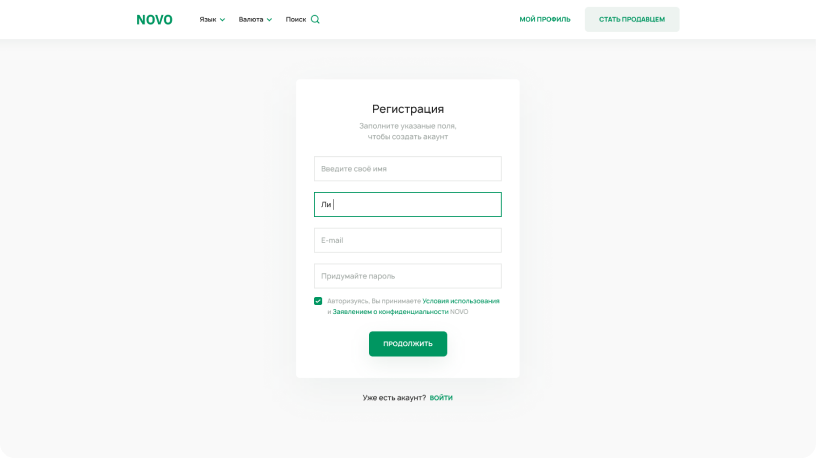 NOVO Язык Валюта Поиск МОЙ ПРОФИЛЬ СТАТЬ ПРОДАВЦЕМ
Регистрация
Заполните указаные поля,
чтобы создать акаунт
Введите своё имя
Ли
E-mail
Придумайте пароль
Авторизуясь, Вы принимаете Условия использования
и Заявлением о конфиденциальности NOVO
ПРОДОЛЖИТЬ
Уже есть акаунт? ВОЙТИ